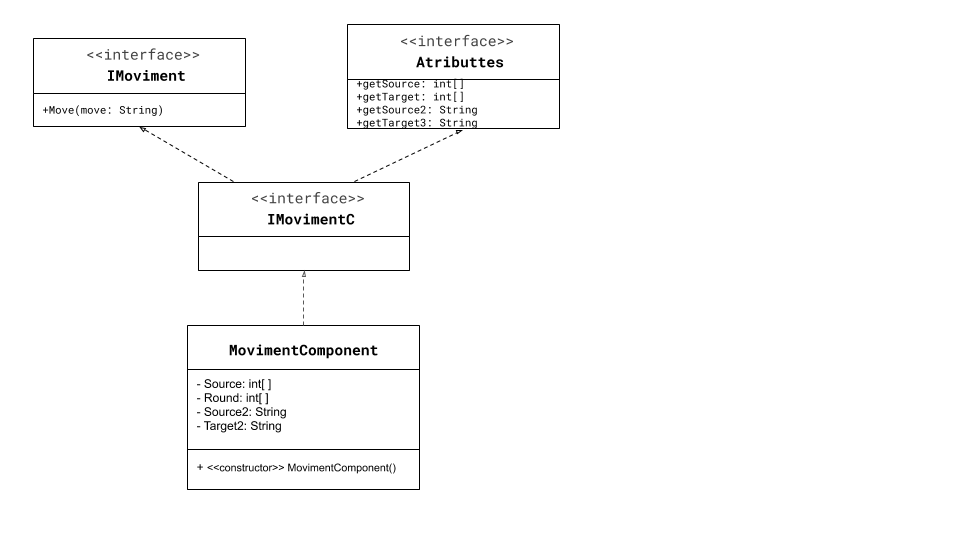 <<interface>>
IMoviment
+Move(move: String)
<<interface>>
Atributtes
+getSource: int[]
+getTarget: int[]
+getSource2: String
+getTarget3: String
<<interface>>
IMovimentC
MovimentComponent
- Source: int[ ]
- Round: int[ ]
- Source2: String
- Target2: String
+ <<constructor>> MovimentComponent()